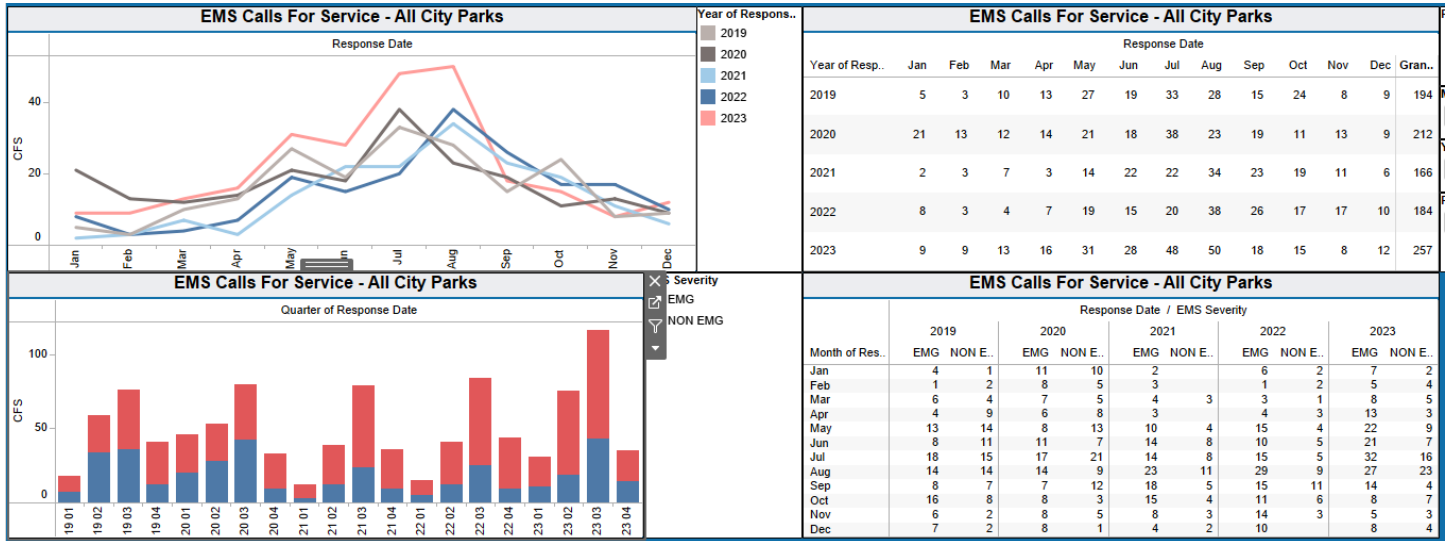 EMS Calls For Service - All City Parks
Response Date
CFS
40
20
0
Jan
Feb
Mar
Apr
May
Jul
Aug
Sep
Oct
Nov
Dec
Year of Respons..
2019
2020
2021
2022
2023
EMS Calls For Service - All City Parks
Response Date
Year of Resp.. Jan Feb Mar Apr May Jun Jul Aug Sep Oct Nov Dec Gran..
2019 5 3 10 13 27 19 33 28 15 24 8 9 194
2020 21 13 12 14 21 18 38 23 19 11 13 9 212
2021 2 3 7 3 14 22 22 34 23 19 11 6 166
2022 8 3 4 7 19 15 20 38 26 17 17 10 184
2023 9 9 13 16 31 28 48 50 18 15 8 12 257
EMS Calls For Service - All City Parks
Quarter of Response Date
CFS
100
50
0
19 01
19 02
19 03
19 04
20 01
20 02
20 03
20 04
21 01
21 02
21 03
21 04
22 01
22 02
22 03
22 04
23 01
23 02
23 03
23 04
Severity
EMG
NON EMG
EMS Calls For Service - All City Parks
Response Date / EMS Severity
2019 2020 2021 2022 2023
Month of Res.. EMG NON E.. EMG NON E.. EMG NON E.. EMG NON E.. EMG NON E..
Jan 4 1 11 10 2 6 2 7 2
Feb 1 2 8 5 3 1 2 5 4
Mar 6 4 7 5 4 3 3 1 8 5
Apr 4 9 6 8 3 4 3 13 3
May 13 14 8 13 10 4 15 4 22 9
Jun 8 11 11 7 14 8 10 5 21 7
Jul 18 15 17 21 14 8 15 5 32 16
Aug 14 14 14 9 23 11 29 9 27 23
Sep 8 7 7 12 18 5 15 11 14 4
Oct 16 8 8 3 15 4 11 6 8 7
Nov 6 2 8 5 8 3 14 3 5 3
Dec 7 2 8 1 4 2 10 8 4